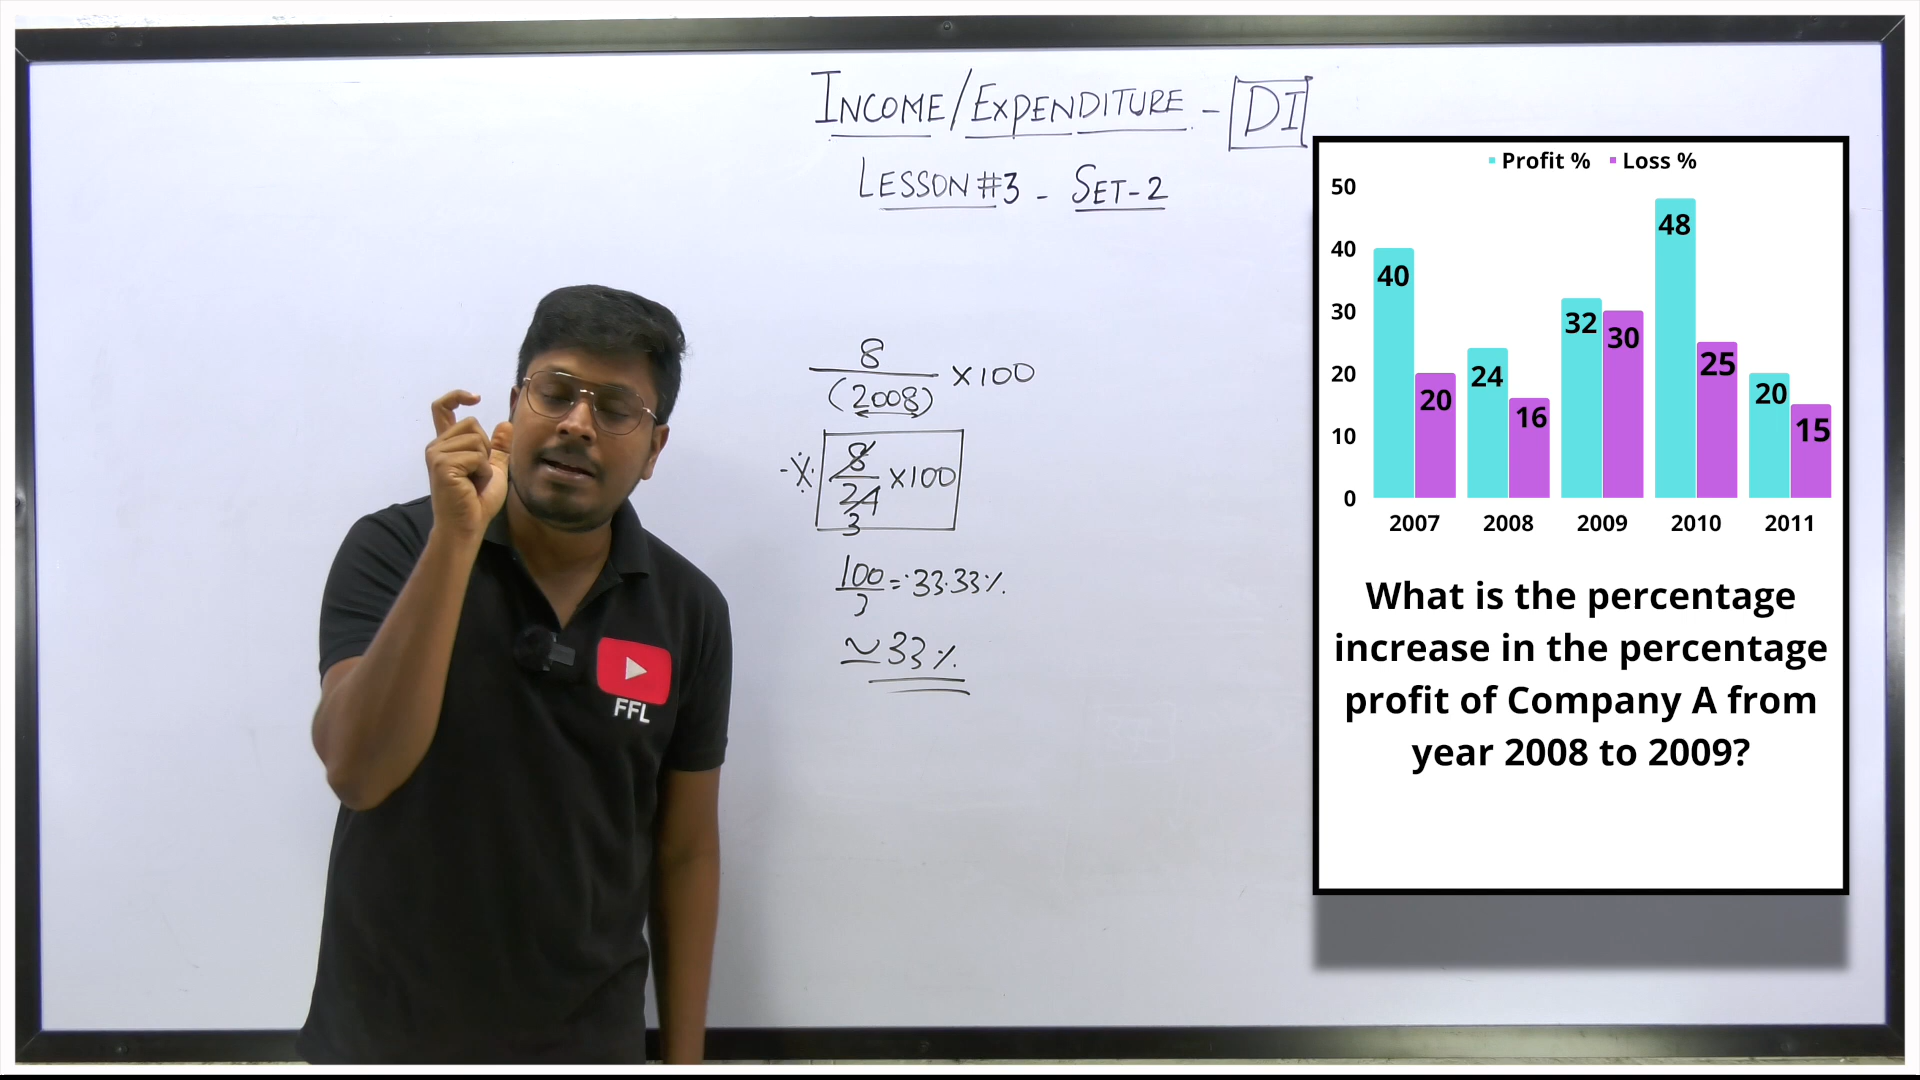 INCOME/EXPENDITURE - DI
LESSON #3 - SET-2
8
(2008) X100
8
24 X100
3
100
3 = 33.33%
~33%
FFL
Profit % Loss %
50
40
30
20
10
0
40 20 24 16 32 30 48 25 20 15
2007 2008 2009 2010 2011
What is the percentage
increase in the percentage
profit of Company A from
year 2008 to 2009?